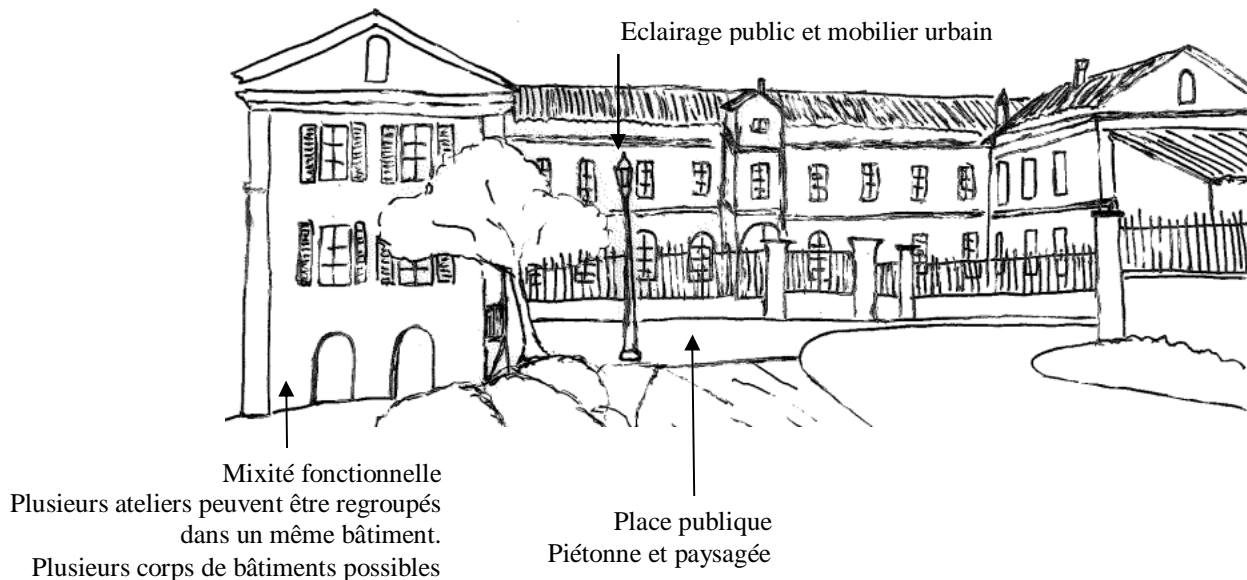 Eclairage public et mobilier urbain
Mixité fonctionnelle
Plusieurs ateliers peuvent être regroupés
dans un même bâtiment.
Plusieurs corps de bâtiments possibles
Place publique
Piétonne et paysagée